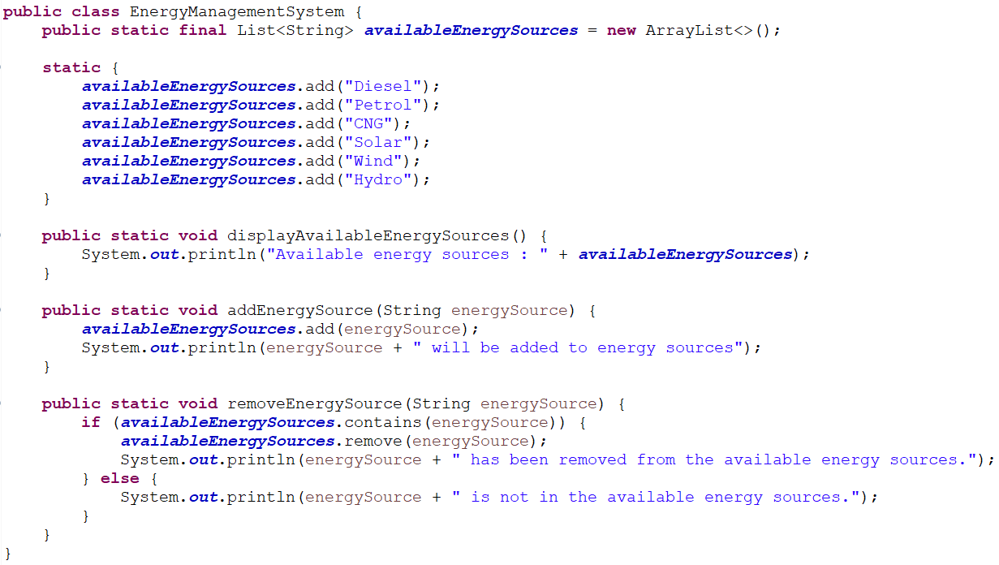 public class EnergyManagementSystem {
    public static final List<String> availableEnergySources = new ArrayList<>();

    static {
        availableEnergySources.add("Diesel");
        availableEnergySources.add("Petrol");
        availableEnergySources.add("CNG");
        availableEnergySources.add("Solar");
        availableEnergySources.add("Wind");
        availableEnergySources.add("Hydro");
    }

    public static void displayAvailableEnergySources() {
        System.out.println("Available energy sources : " + availableEnergySources);
    }

    public static void addEnergySource(String energySource) {
        availableEnergySources.add(energySource);
        System.out.println(energySource + " will be added to energy sources");
    }

    public static void removeEnergySource(String energySource) {
        if (availableEnergySources.contains(energySource)) {
            availableEnergySources.remove(energySource);
            System.out.println(energySource + " has been removed from the available energy sources.");
        } else {
            System.out.println(energySource + " is not in the available energy sources.");
        }
    }
}